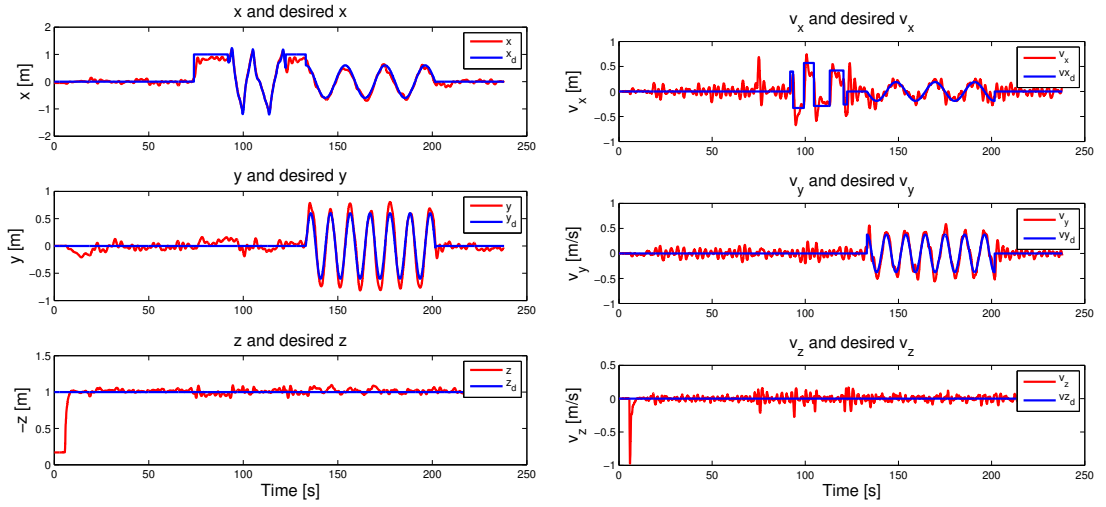 x and desired x
2
1
0
−1
−2
x [m]
x
x_d
0 50 100 150 200 250
y and desired y
1
0.5
0
−0.5
−1
y [m]
y
y_d
0 50 100 150 200 250
z and desired z
1.5
1
0.5
0
−z [m]
z
z_d
0 50 100 150 200 250
Time [s]
v_x and desired v_x
1
0.5
0
−0.5
−1
v_x [m]
v_x
vx_d
0 50 100 150 200 250
v_y and desired v_y
1
0.5
0
−0.5
−1
v_y [m/s]
v_y
vy_d
0 50 100 150 200 250
v_z and desired v_z
0.5
0
−0.5
−1
v_z [m/s]
v_z
vz_d
0 50 100 150 200 250
Time [s]